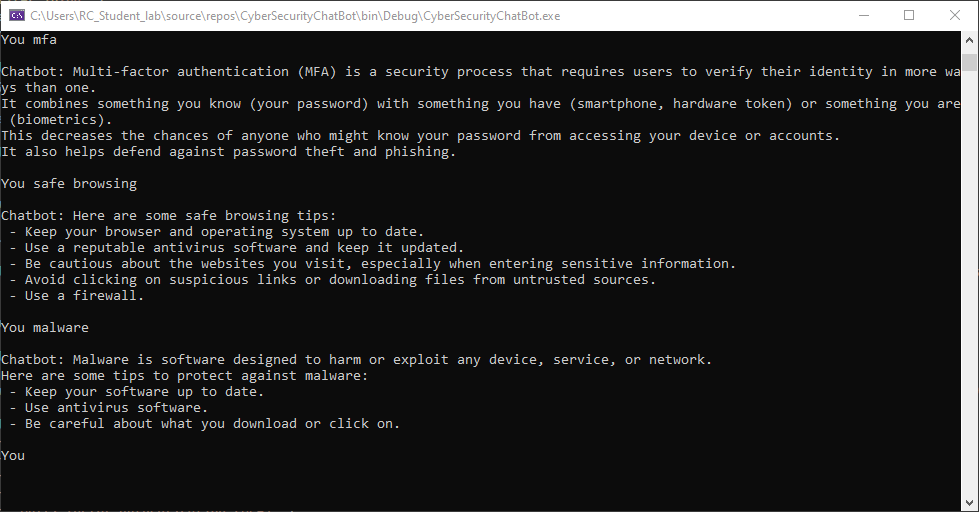 C:\Users\RC_Student_lab\source\repos\CyberSecurityChatBot\bin\Debug\CyberSecurityChatBot.exe
You mfa
Chatbot: Multi-factor authentication (MFA) is a security process that requires users to verify their identity in more wa
ys than one.
It combines something you know (your password) with something you have (smartphone, hardware token) or something you are
 (biometrics).
This decreases the chances of anyone who might know your password from accessing your device or accounts.
It also helps defend against password theft and phishing.
You safe browsing
Chatbot: Here are some safe browsing tips:
 - Keep your browser and operating system up to date.
 - Use a reputable antivirus software and keep it updated.
 - Be cautious about the websites you visit, especially when entering sensitive information.
 - Avoid clicking on suspicious links or downloading files from untrusted sources.
 - Use a firewall.
You malware
Chatbot: Malware is software designed to harm or exploit any device, service, or network.
Here are some tips to protect against malware:
 - Keep your software up to date.
 - Use antivirus software.
 - Be careful about what you download or click on.
You